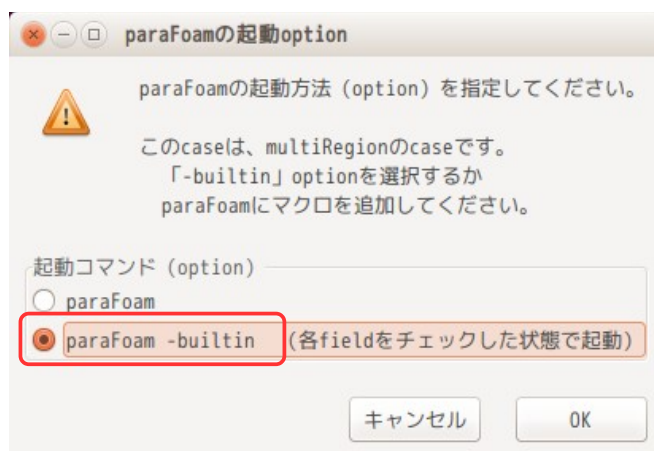 paraFoamの起動option
paraFoamの起動方法（option）を指定してください。
このcaseは、multiRegionのcaseです。
「-builtin」optionを選択するか
paraFoamにマクロを追加してください。
起動コマンド（option）
paraFoam
paraFoam -builtin （各fieldをチェックした状態で起動）
キャンセル
OK